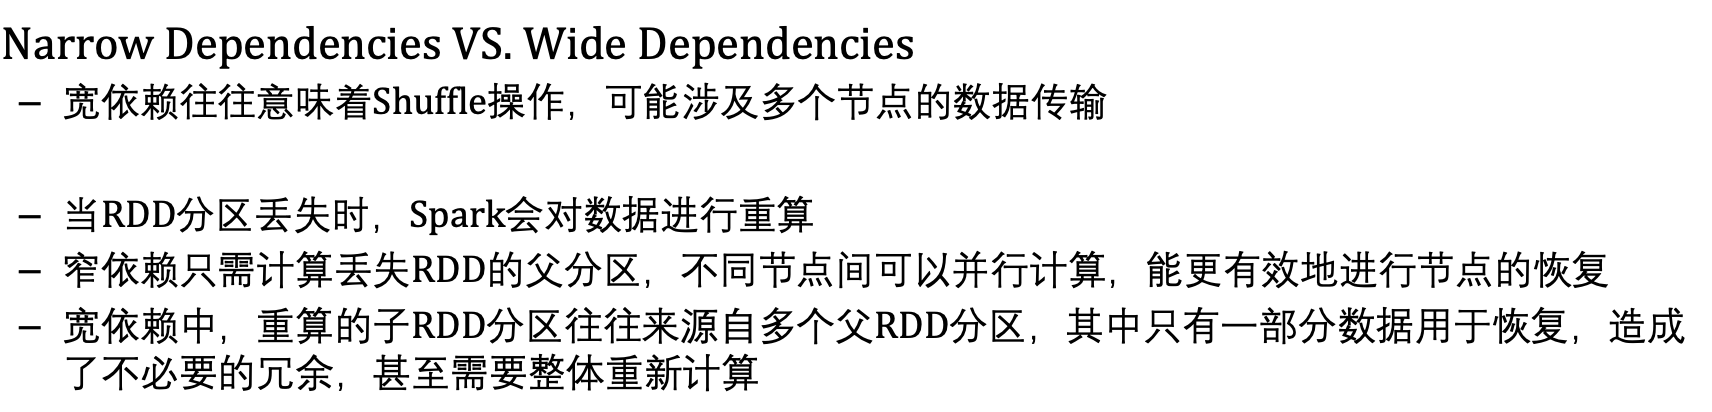 Narrow Dependencies VS. Wide Dependencies
– 宽依赖往往意味着Shuffle操作，可能涉及多个节点的数据传输
– 当RDD分区丢失时，Spark会对数据进行重算
– 窄依赖只需计算丢失RDD的父分区，不同节点间可以并行计算，能更有效地进行节点的恢复
– 宽依赖中，重算的子RDD分区往往来源自多个父RDD分区，其中只有一部分数据用于恢复，造成
了不必要的冗余，甚至需要整体重新计算